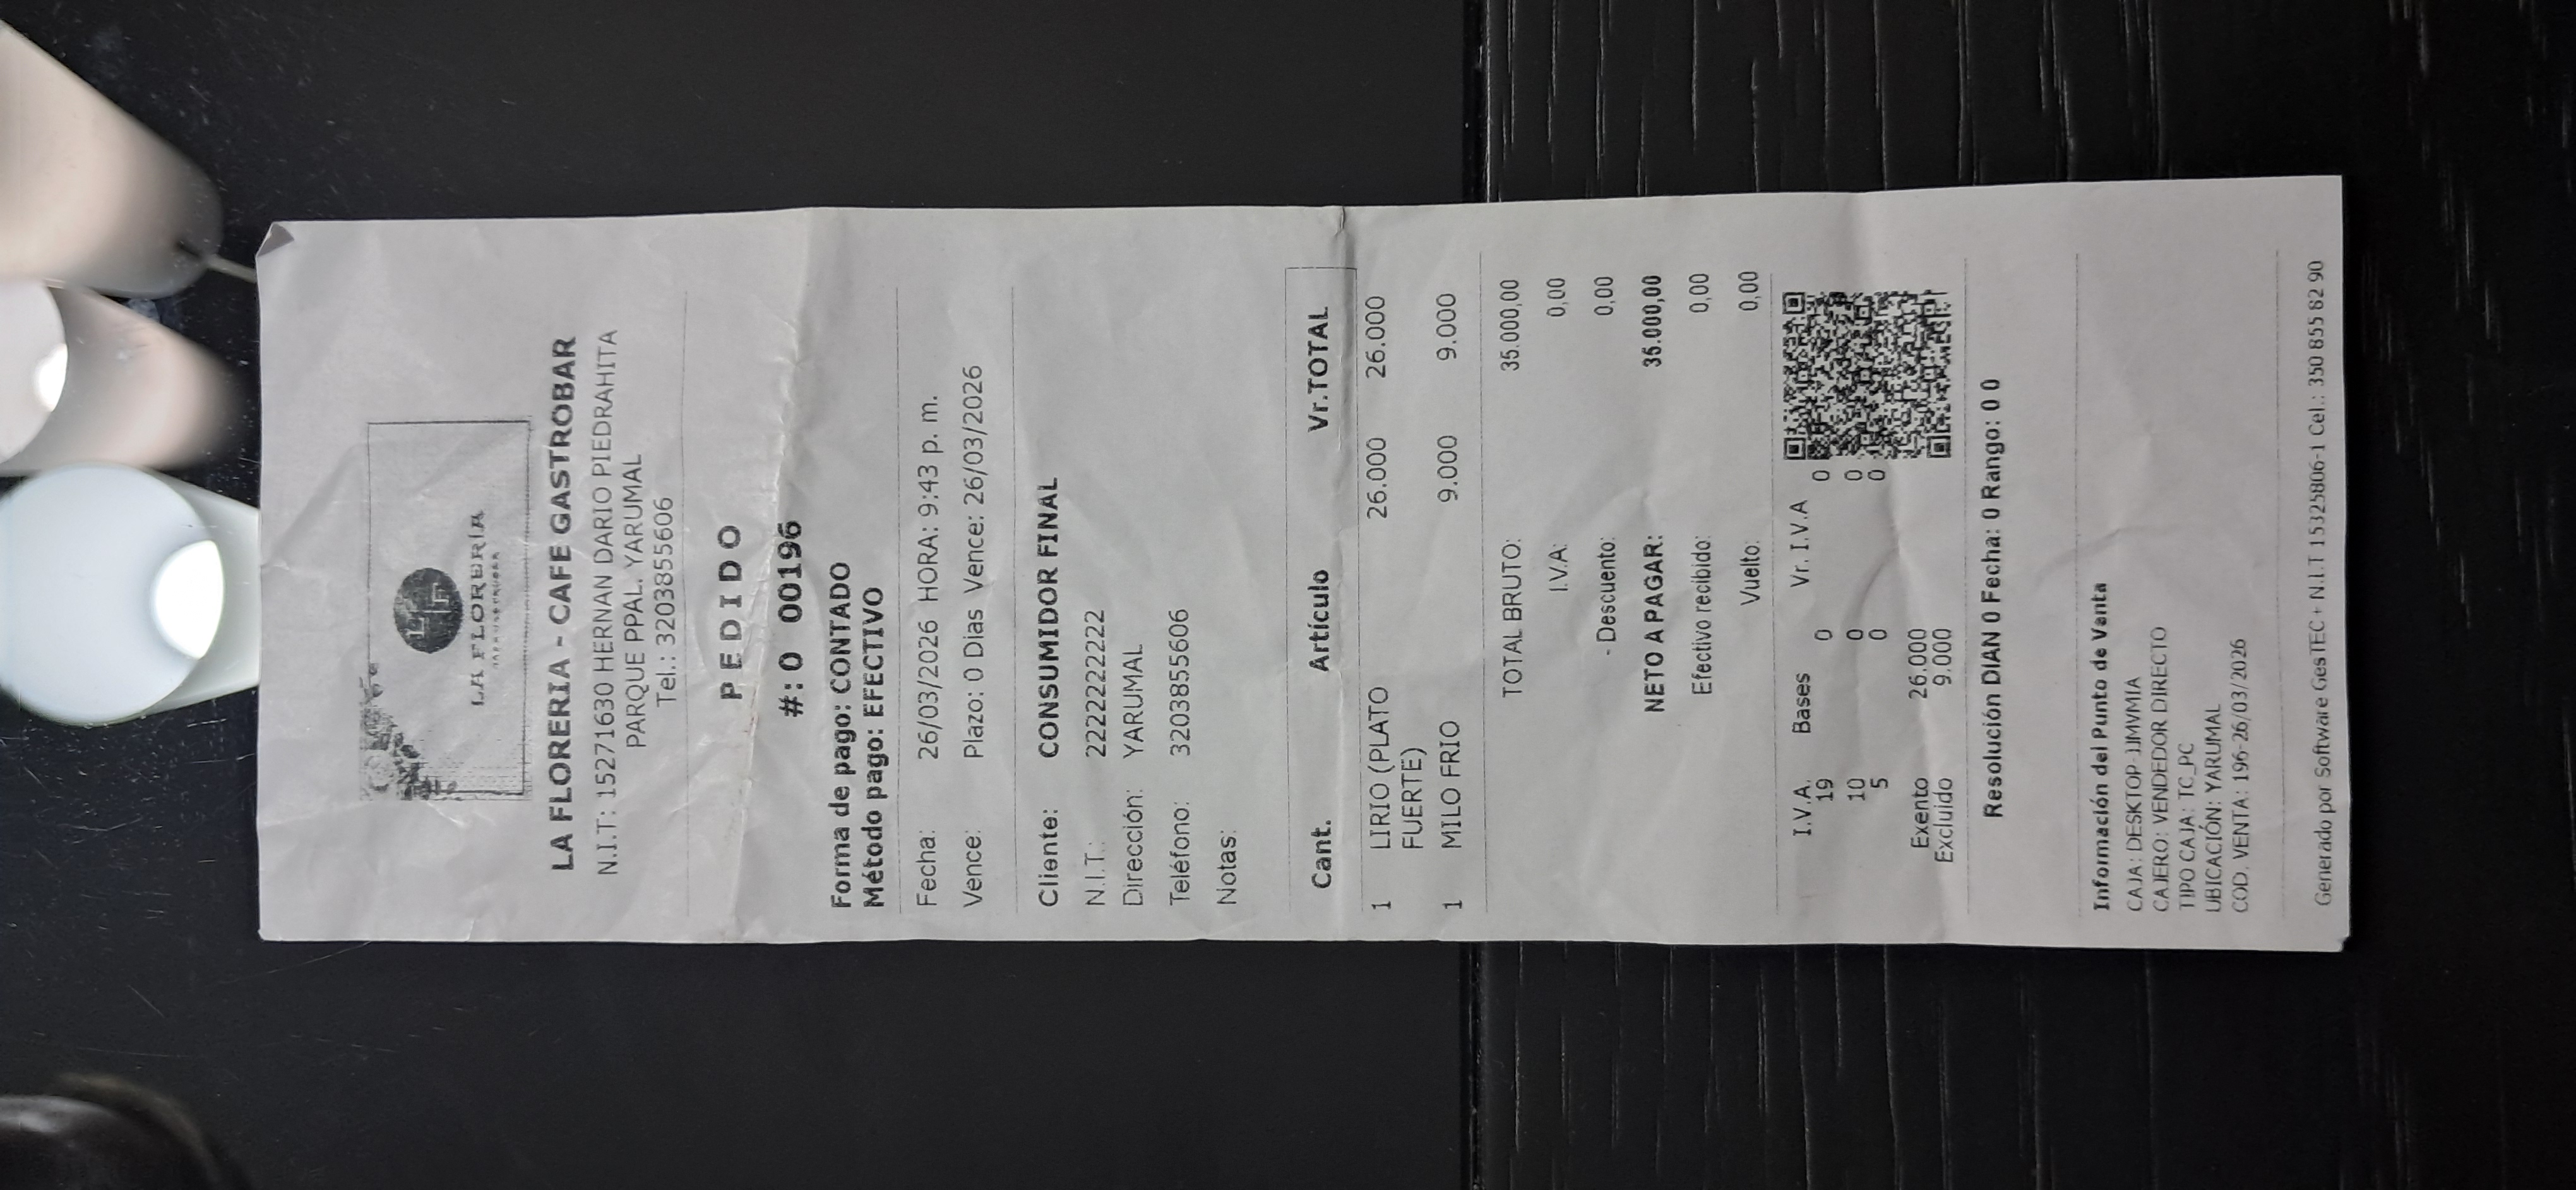 LA FLORERÍA
LA FLORERIA - CAFE GASTROBAR
N.I.T: 15271630 HERNAN DARIO PIEDRAHITA
PARQUE PPAL. YARUMAL
Tel.: 3203855606
PEDIDO
#: 0 00196
Forma de pago: CONTADO
Método pago: EFECTIVO
Fecha: 26/03/2026 HORA: 9:43 p. m.
Vence: Plazo: 0 Dias Vence: 26/03/2026
Cliente: CONSUMIDOR FINAL
N.I.T.: 222222222222
Dirección: YARUMAL
Teléfono: 3203855606
Notas:
Cant. Artículo Vr.TOTAL
1 LIRIO (PLATO 26.000 26.000
FUERTE)
1 MILO FRIO 9.000 9.000
TOTAL BRUTO: 35.000,00
I.V.A: 0,00
- Descuento: 0,00
NETO A PAGAR: 35.000,00
Efectivo recibido: 0,00
Vuelto: 0,00
I.V.A. Bases Vr. I.V.A
19 0 0
10 0 0
5 0 0
Exento 26.000
Excluido 9.000
Resolución DIAN 0 Fecha: 0 Rango: 0 0
Información del Punto de Vanta
CAJA: DESKTOP-1JMVMIA
CAJERO: VENDEDOR DIRECTO
TIPO CAJA: TC_PC
UBICACIÓN: YARUMAL
COD. VENTA: 196-26/03/2026
Generado por Software GesTEC + N.I.T 15325806-1 Cel.: 350 855 82 90